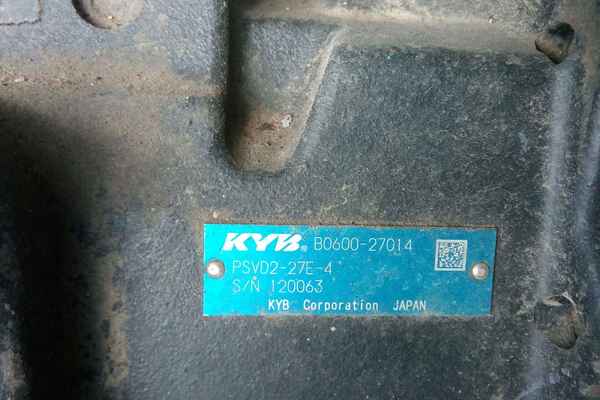 KYB® B0600-27014
PSVD2-27E-4
S/N 120063
KYB Corporation JAPAN